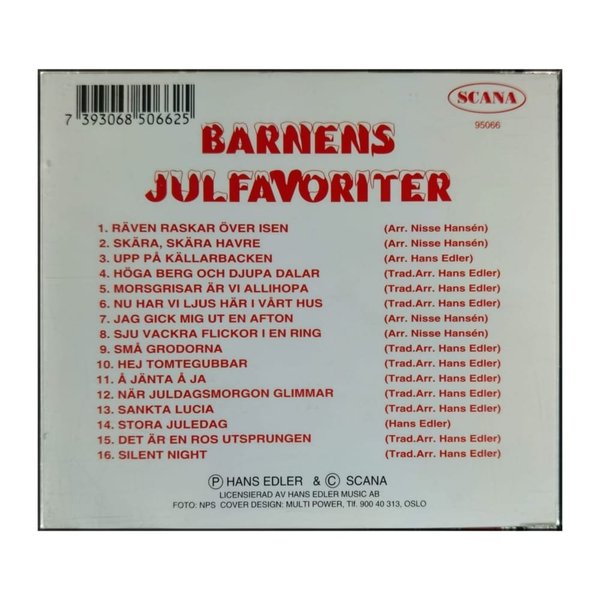 7 393068 506625
SCANA
95066
BARNENS
JULFAVORITER
1. RÄVEN RASKAR ÖVER ISEN (Arr. Nisse Hansén)
2. SKÄRA, SKÄRA HAVRE (Arr. Nisse Hansén)
3. UPP PÅ KÄLLARBACKEN (Arr. Hans Edler)
4. HÖGA BERG OCH DJUPA DALAR (Trad.Arr. Hans Edler)
5. MORSGRISAR ÄR VI ALLIHOPA (Trad.Arr. Hans Edler)
6. NU HAR VI LJUS HÄR I VÅRT HUS (Trad.Arr. Hans Edler)
7. JAG GICK MIG UT EN AFTON (Arr. Nisse Hansén)
8. SJU VACKRA FLICKOR I EN RING (Arr. Nisse Hansén)
9. SMÅ GRODORNA (Trad.Arr. Hans Edler)
10. HEJ TOMTEGUBBAR (Trad.Arr. Hans Edler)
11. Å JÄNTA Å JA (Trad.Arr. Hans Edler)
12. NÄR JULDAGSMORGON GLIMMAR (Trad.Arr. Hans Edler)
13. SANKTA LUCIA (Trad.Arr. Hans Edler)
14. STORA JULEDAG (Hans Edler)
15. DET ÄR EN ROS UTSPRUNGEN (Trad.Arr. Hans Edler)
16. SILENT NIGHT (Trad.Arr. Hans Edler)
Ⓟ HANS EDLER & Ⓒ SCANA
LICENSIERAD AV HANS EDLER MUSIC AB
FOTO: NPS COVER DESIGN: MULTI POWER, Tlf. 900 40 313, OSLO